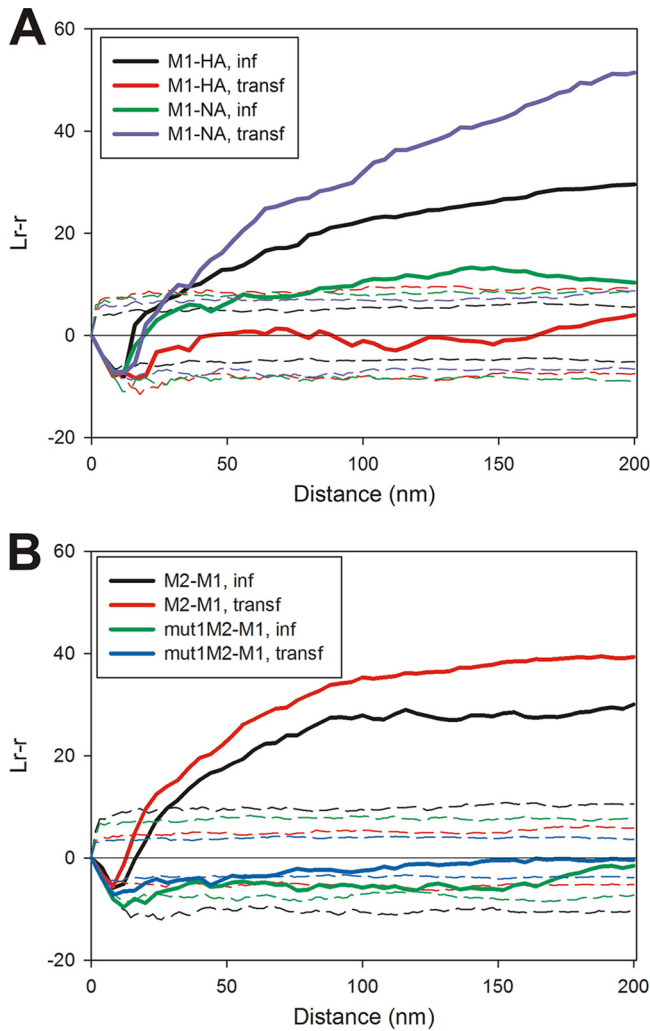 A
60
M1-HA, inf
M1-HA, transf
M1-NA, inf
M1-NA, transf
40
20
0
-20
Lr-r
0
50
100
150
200
Distance (nm)
B
60
M2-M1, inf
M2-M1, transf
mut1M2-M1, inf
mut1M2-M1, transf
40
20
0
-20
Lr-r
0
50
100
150
200
Distance (nm)